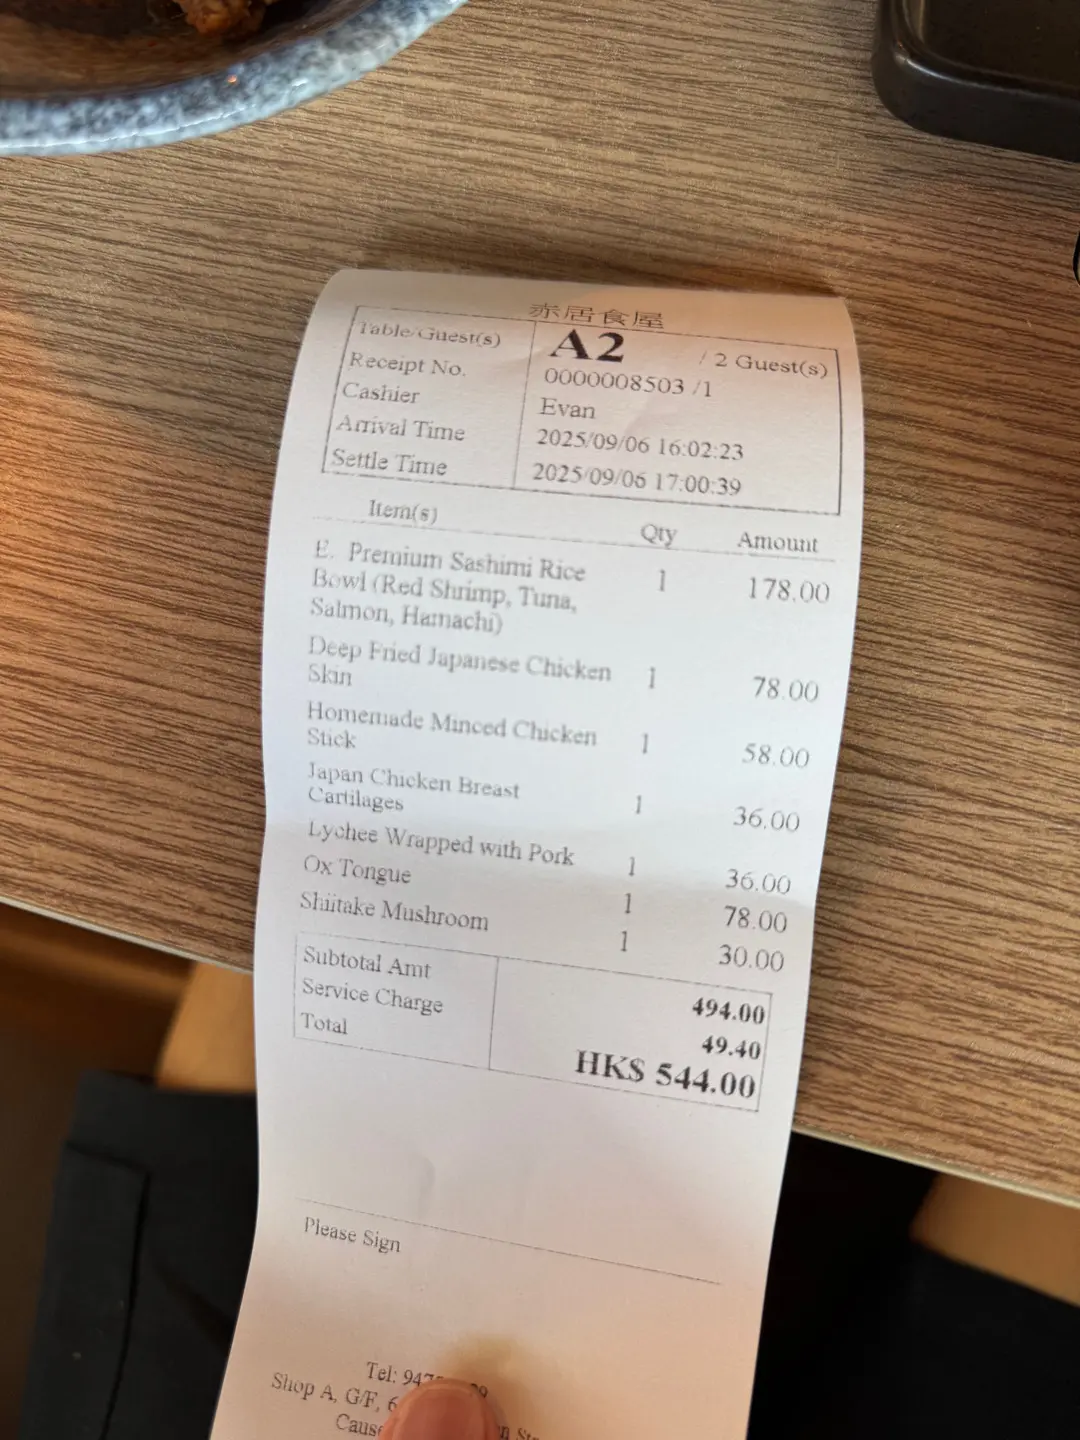 赤居食屋
Table/Guest(s) A2 / 2 Guest(s)
Receipt No. 0000008503 /1
Cashier Evan
Arrival Time 2025/09/06 16:02:23
Settle Time 2025/09/06 17:00:39
Item(s) Qty Amount
E. Premium Sashimi Rice 1 178.00
Bowl (Red Shrimp, Tuna,
Salmon, Hamachi)
Deep Fried Japanese Chicken 1 78.00
Skin
Homemade Minced Chicken 1 58.00
Stick
Japan Chicken Breast 1 36.00
Cartilages
Lychee Wrapped with Pork 1 36.00
Ox Tongue 1 78.00
Shiitake Mushroom 1 30.00
Subtotal Amt 494.00
Service Charge 49.40
Total HK$ 544.00
Please Sign
Tel:
Shop A, G/F,